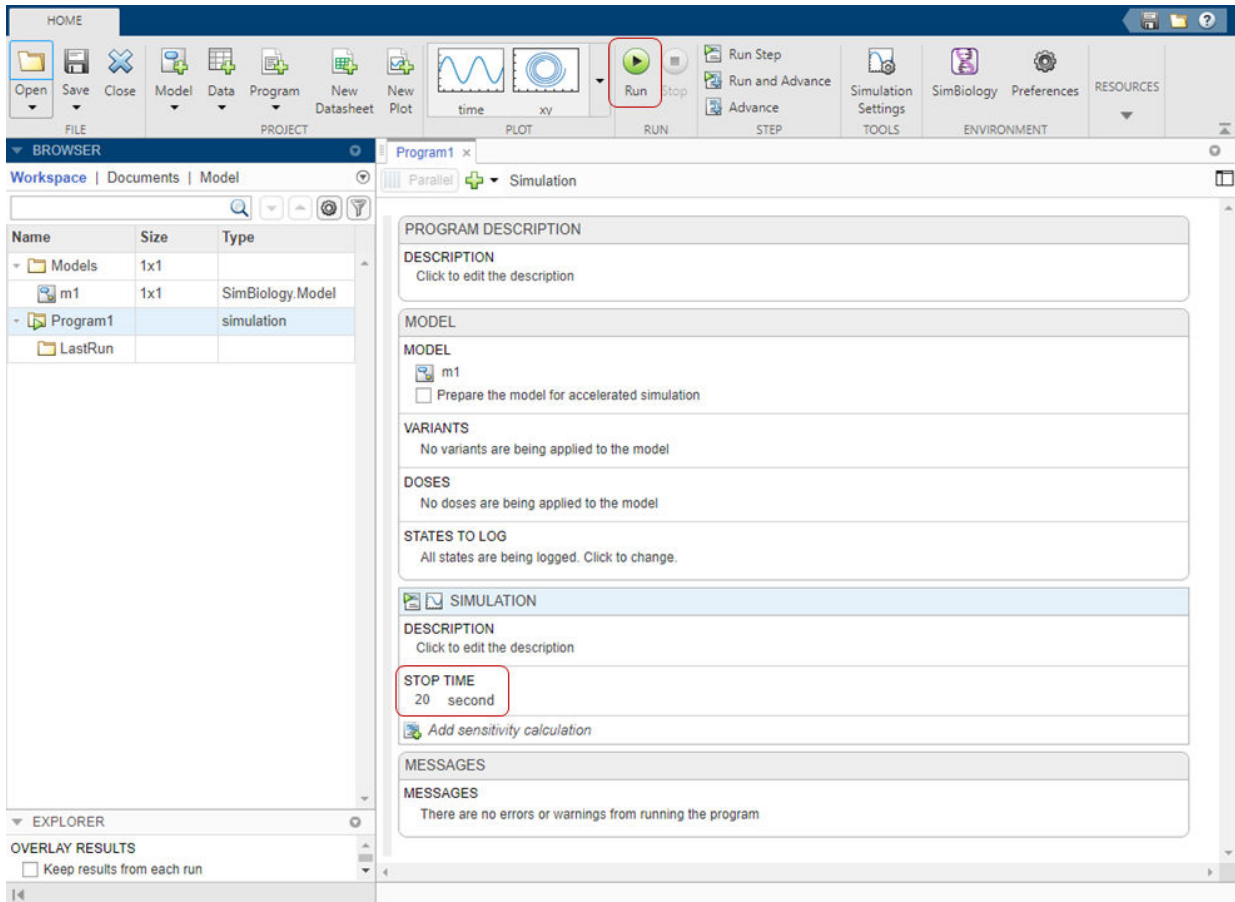 HOME
Open
Save
Close
Model
Data
Program
New Datasheet
New Plot
time
xy
Run
Stop
Run Step
Run and Advance
Advance
Simulation Settings
SimBiology
Preferences
RESOURCES
FILE
PROJECT
PLOT
RUN
STEP
TOOLS
ENVIRONMENT
BROWSER
Workspace | Documents | Model
Name Size Type
Models 1x1
m1 1x1 SimBiology.Model
Program1 simulation
LastRun
EXPLORER
OVERLAY RESULTS
Keep results from each run
Program1
Parallel Simulation
PROGRAM DESCRIPTION
DESCRIPTION
Click to edit the description
MODEL
MODEL
m1
Prepare the model for accelerated simulation
VARIANTS
No variants are being applied to the model
DOSES
No doses are being applied to the model
STATES TO LOG
All states are being logged. Click to change.
SIMULATION
DESCRIPTION
Click to edit the description
STOP TIME
20 second
Add sensitivity calculation
MESSAGES
MESSAGES
There are no errors or warnings from running the program